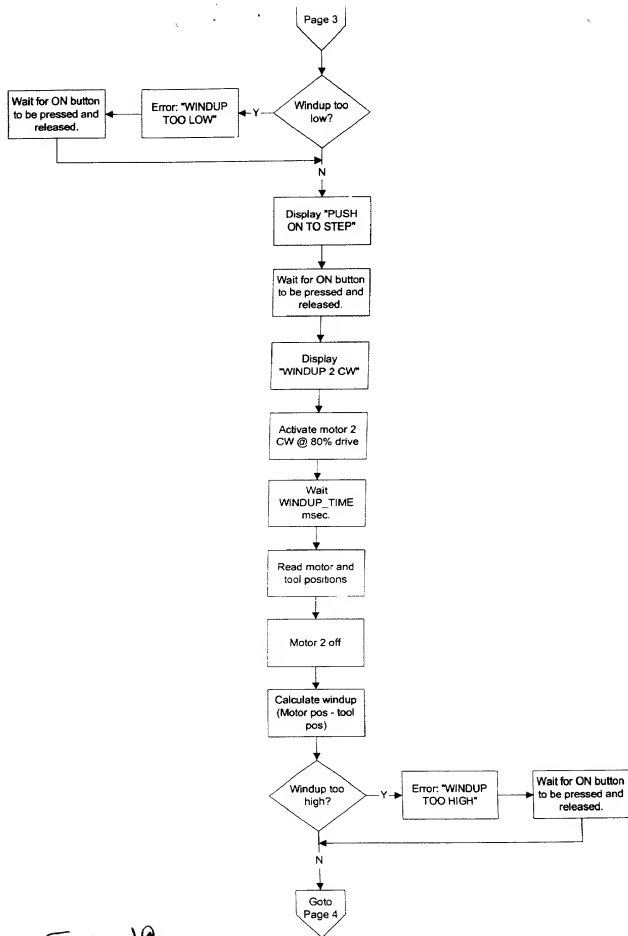 Page 3
Windup too
low?
Y
Error: "WINDUP
TOO LOW"
Wait for ON button
to be pressed and
released.
N
Display "PUSH
ON TO STEP"
Wait for ON button
to be pressed and
released.
Display
"WINDUP 2 CW"
Activate motor 2
CW @ 80% drive
Wait
WINDUP_TIME
msec.
Read motor and
tool positions
Motor 2 off
Calculate windup
(Motor pos - tool
pos)
Windup too
high?
Y
Error: "WINDUP
TOO HIGH"
Wait for ON button
to be pressed and
released.
N
Goto
Page 4